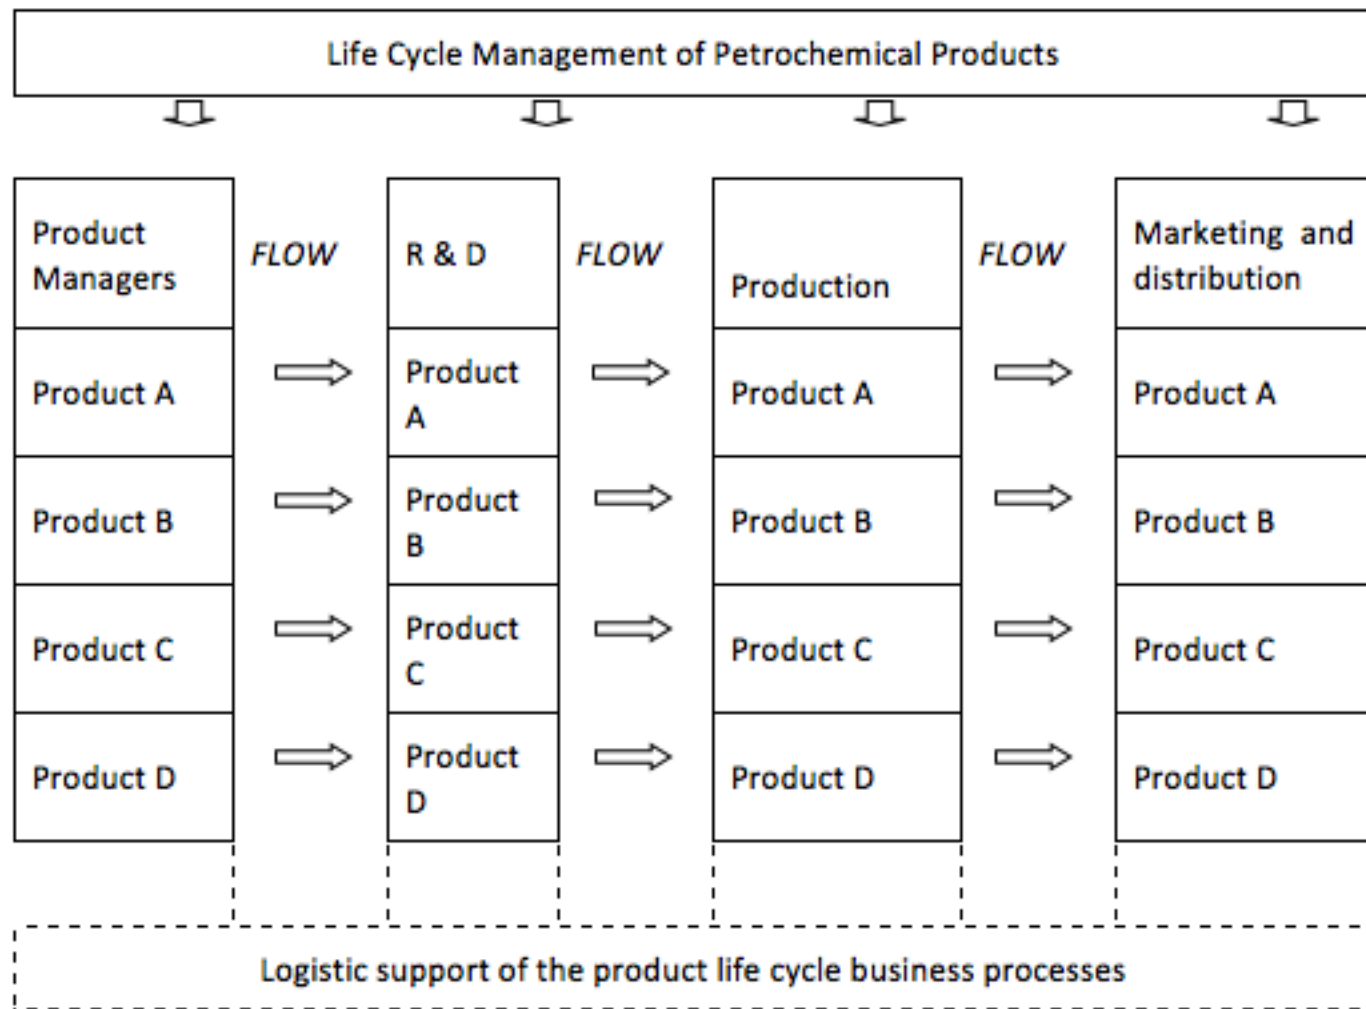 Life Cycle Management of Petrochemical Products
Product
Managers
FLOW
R & D
FLOW
Production
FLOW
Marketing and
distribution
Product A
Product
A
Product A
Product A
Product B
Product
B
Product B
Product B
Product C
Product
C
Product C
Product C
Product D
Product
D
Product D
Product D
Logistic support of the product life cycle business processes